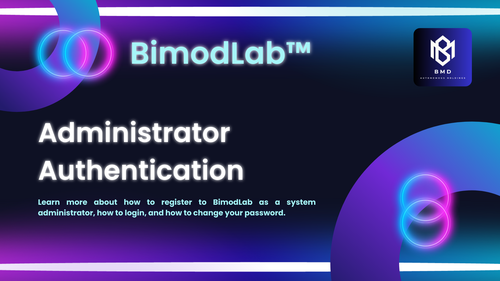 BimodLab™
BMD
AUTONOMOUS HOLDINGS
Administrator
Authentication
Learn more about how to register to BimodLab as a system
administrator, how to login, and how to change your password.